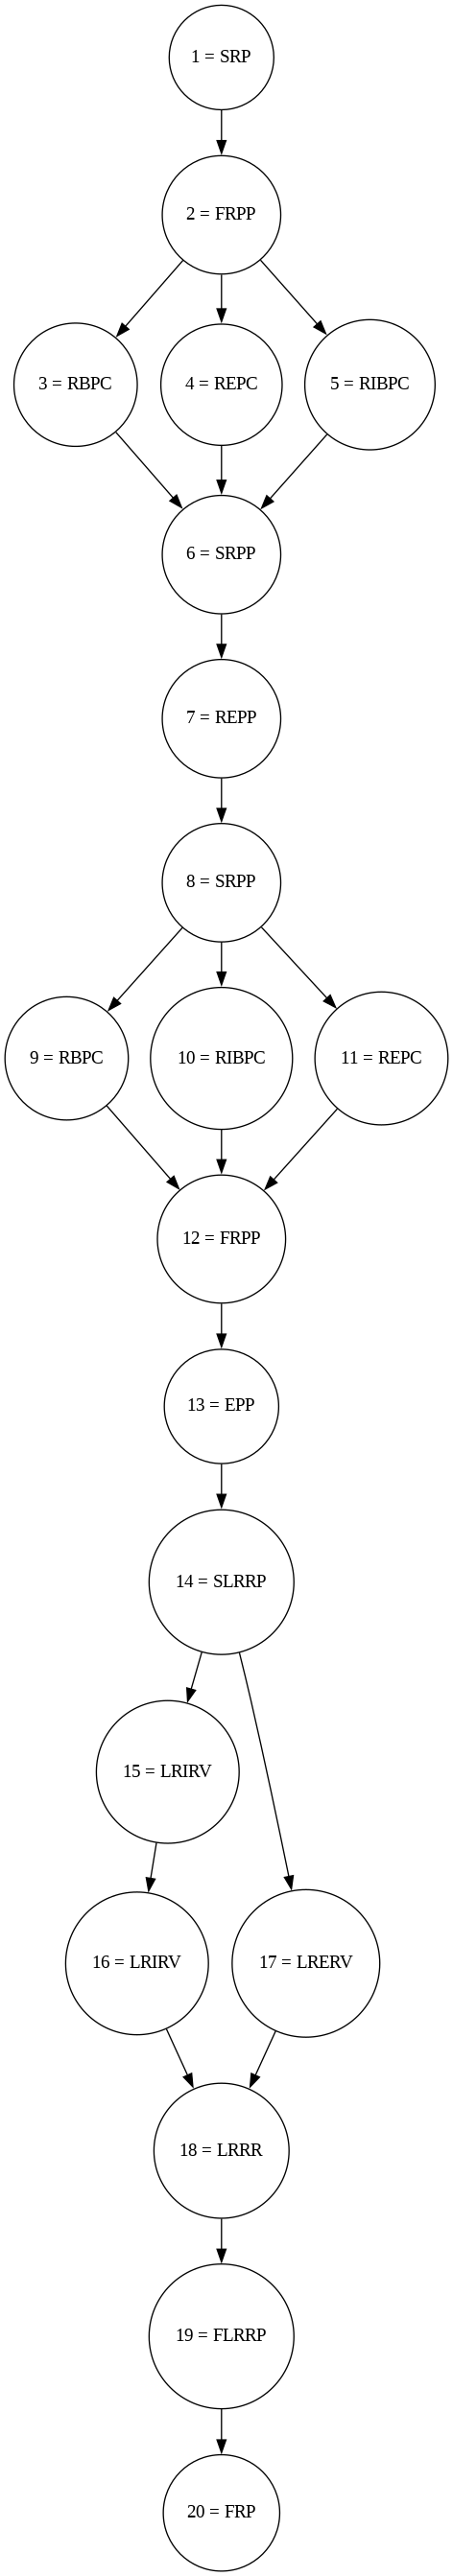 1 = SRP
2 = FRPP
3 = RBPC
4 = REPC
5 = RIBPC
6 = SRPP
7 = REPP
8 = SRPP
9 = RBPC
10 = RIBPC
11 = REPC
12 = FRPP
13 = EPP
14 = SLRRP
15 = LRIRV
16 = LRIRV
17 = LRERV
18 = LRRR
19 = FLRRP
20 = FRP